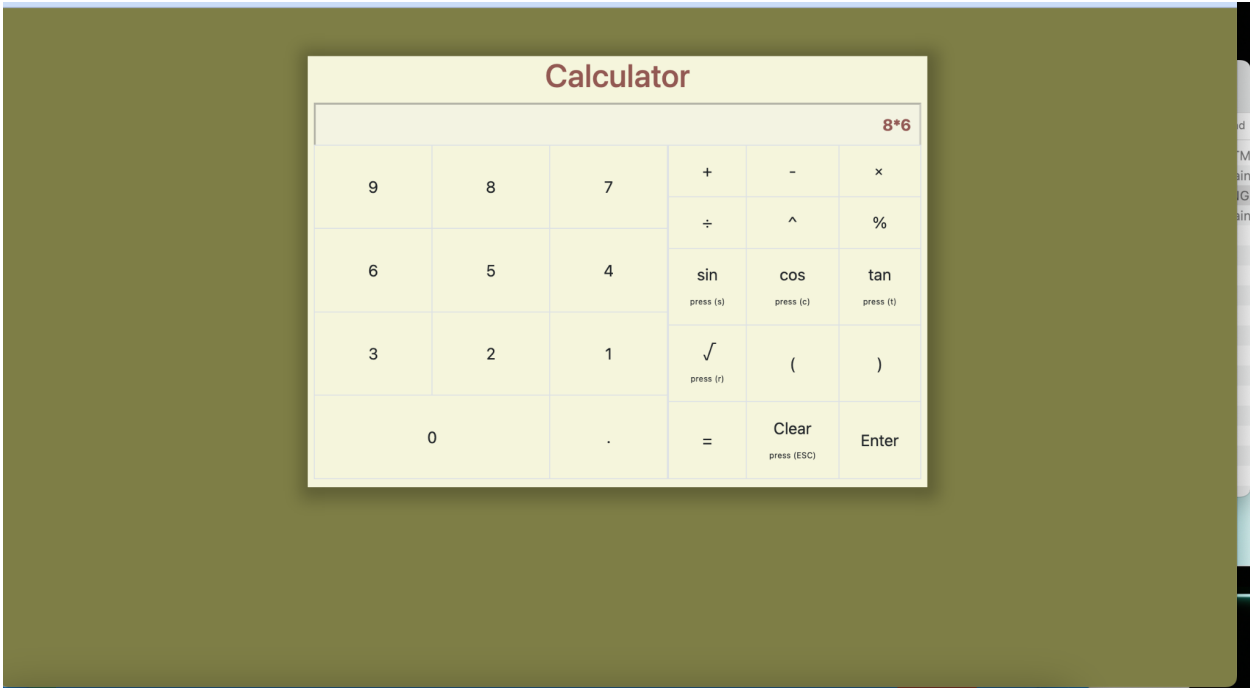 Calculator
8*6
9 8 7 + - ×
÷ ^ %
6 5 4 sin cos tan
press (s) press (c) press (t)
3 2 1 √ ( )
press (r)
0 . = Clear Enter
press (ESC)